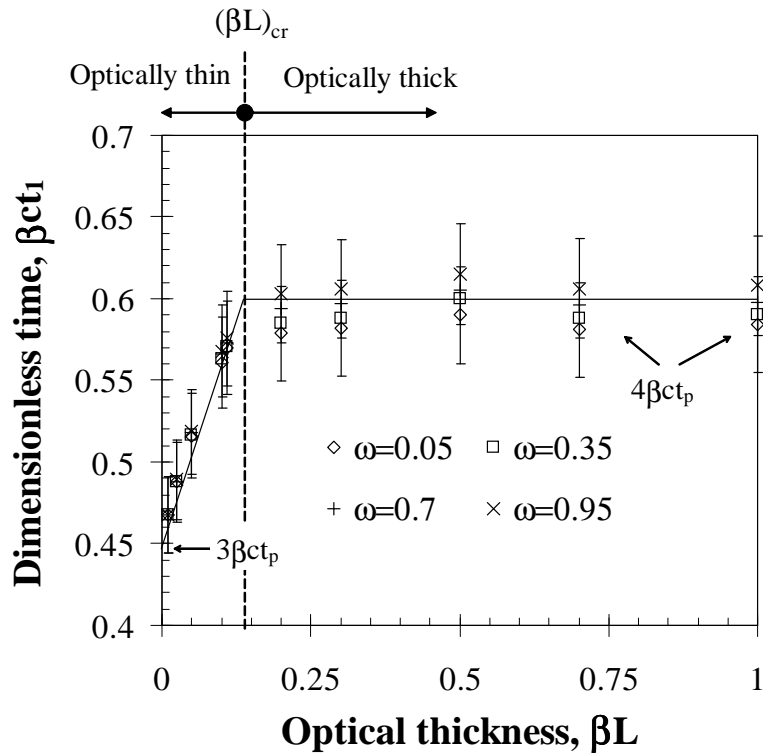 (βL)cr
Optically thin
Optically thick
Dimensionless time, βct1
0.7
0.65
0.6
0.55
0.5
0.45
0.4
4βctp
ω=0.05
ω=0.35
ω=0.7
ω=0.95
3βctp
0
0.25
0.5
0.75
1
Optical thickness, βL